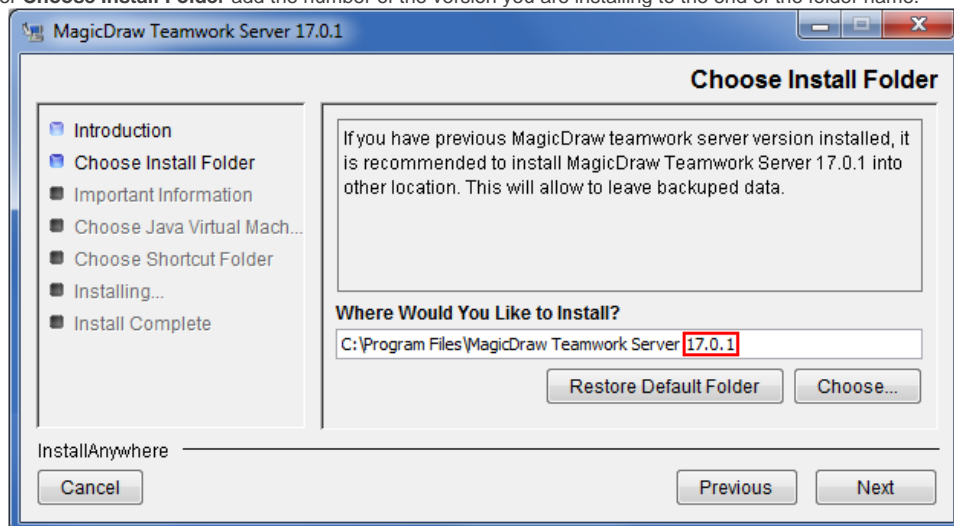 or Choose Install Folder add the number of the version you are installing to the end of the folder name.
MagicDraw Teamwork Server 17.0.1
Choose Install Folder
Introduction
Choose Install Folder
Important Information
Choose Java Virtual Mach...
Choose Shortcut Folder
Installing...
Install Complete
If you have previous MagicDraw teamwork server version installed, it
is recommended to install MagicDraw Teamwork Server 17.0.1 into
other location. This will allow to leave backuped data.
Where Would You Like to Install?
C:\Program Files\MagicDraw Teamwork Server 17.0.1
Restore Default Folder
Choose...
InstallAnywhere
Cancel
Previous
Next